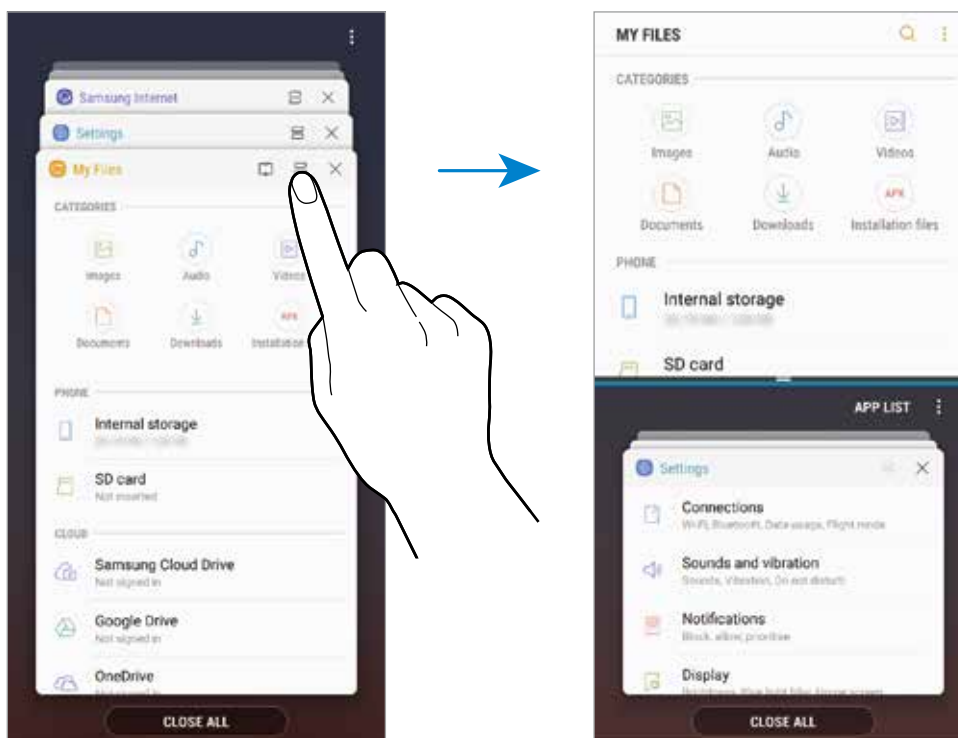 Samsung Internet
Settings
My Files
CATEGORIES
Images
Audio
Videos
Documents
Downloads
Installation
PHONE
Internal storage
SD card
Not inserted
CLOUD
Samsung Cloud Drive
Not signed in
Google Drive
Not signed in
OneDrive
CLOSE ALL
MY FILES
CATEGORIES
Images
Audio
Videos
Documents
Downloads
APK
Installation files
PHONE
Internal storage
SD card
APP LIST
Settings
Connections
Wi-Fi, Bluetooth, Data usage, Flight mode
Sounds and vibration
Sounds, Vibration, Do not disturb
Notifications
Block, allow, prioritise
Display
CLOSE ALL